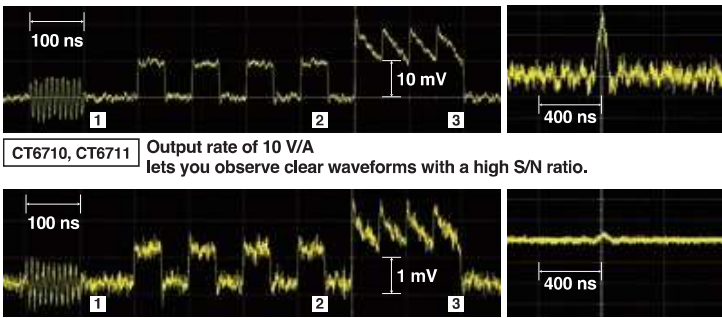 100 ns
10 mV
1
2
3
400 ns
CT6710, CT6711
Output rate of 10 V/A
lets you observe clear waveforms with a high S/N ratio.
100 ns
1 mV
1
2
3
400 ns